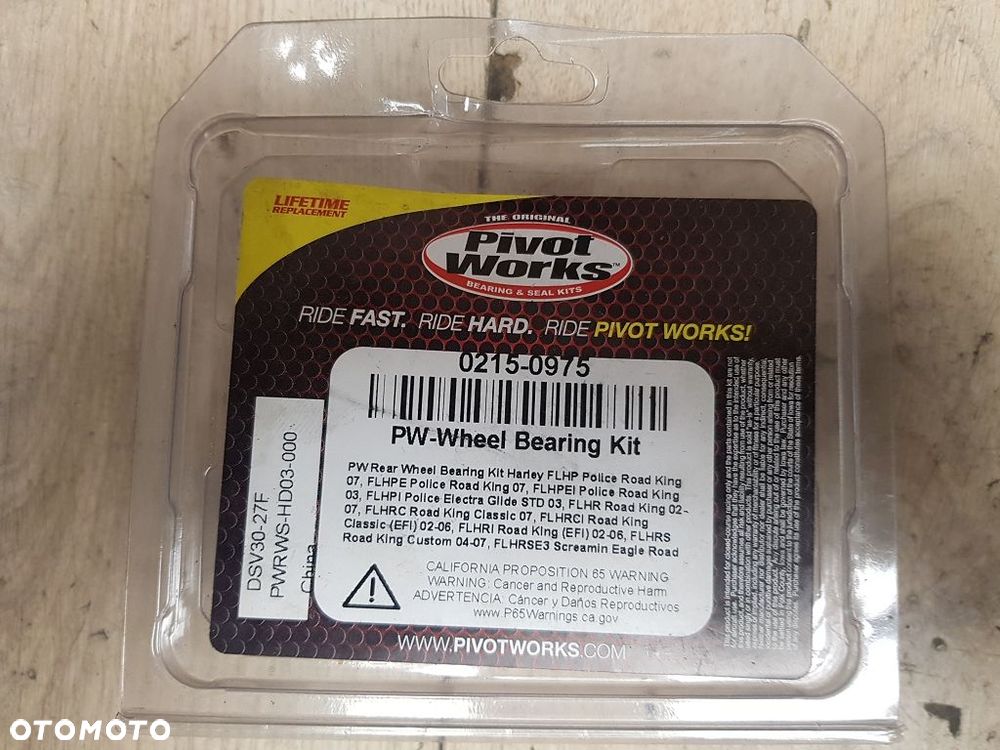 LIFETIME
REPLACEMENT
THE ORIGINAL
Pivot
Works™
BEARING & SEAL KITS
RIDE FAST. RIDE HARD. RIDE PIVOT WORKS!
0215-0975
PW-Wheel Bearing Kit
PW Rear Wheel Bearing Kit Harley FLHP Police Road King
07, FLHPE Police Road King 07, FLHPEI Police Road King
03, FLHPI Police Electra Glide STD 03, FLHR Road King 02-
07, FLHRC Road King Classic 07, FLHRCI Road King
Classic (EFI) 02-06, FLHRI Road King (EFI) 02-06, FLHRS
Road King Custom 04-07, FLHRSE3 Screamin Eagle Road
CALIFORNIA PROPOSITION 65 WARNING
WARNING: Cancer and Reproductive Harm
ADVERTENCIA: Cáncer y Daños Reproductivos
www.P65Warnings.ca.gov
DSV30-27F
PWRWS-HD03-000
China
WWW.PIVOTWORKS.COM
OTOMOTO